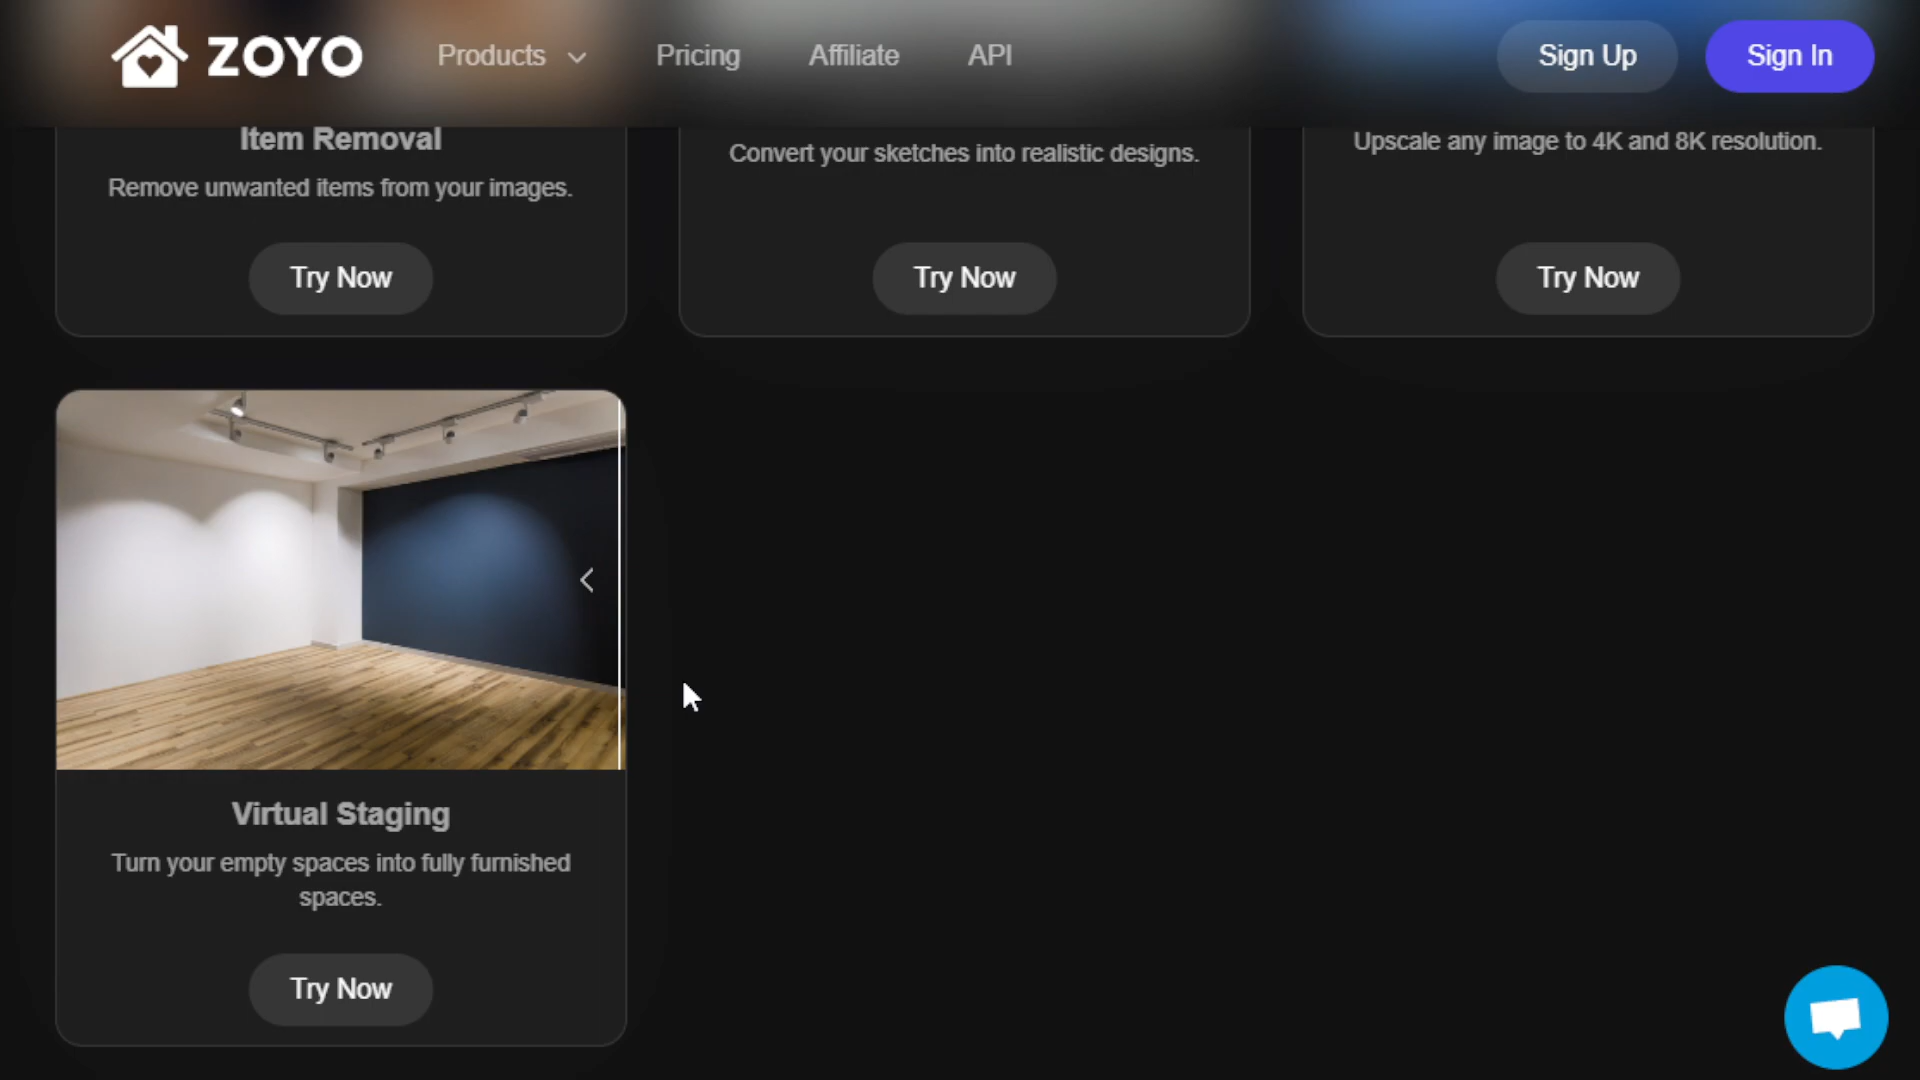 ZOYO
Products
Pricing
Affiliate
API
Sign Up
Sign In
Item Removal
Remove unwanted items from your images.
Try Now
Convert your sketches into realistic designs.
Try Now
Upscale any image to 4K and 8K resolution.
Try Now
Virtual Staging
Turn your empty spaces into fully furnished
spaces.
Try Now